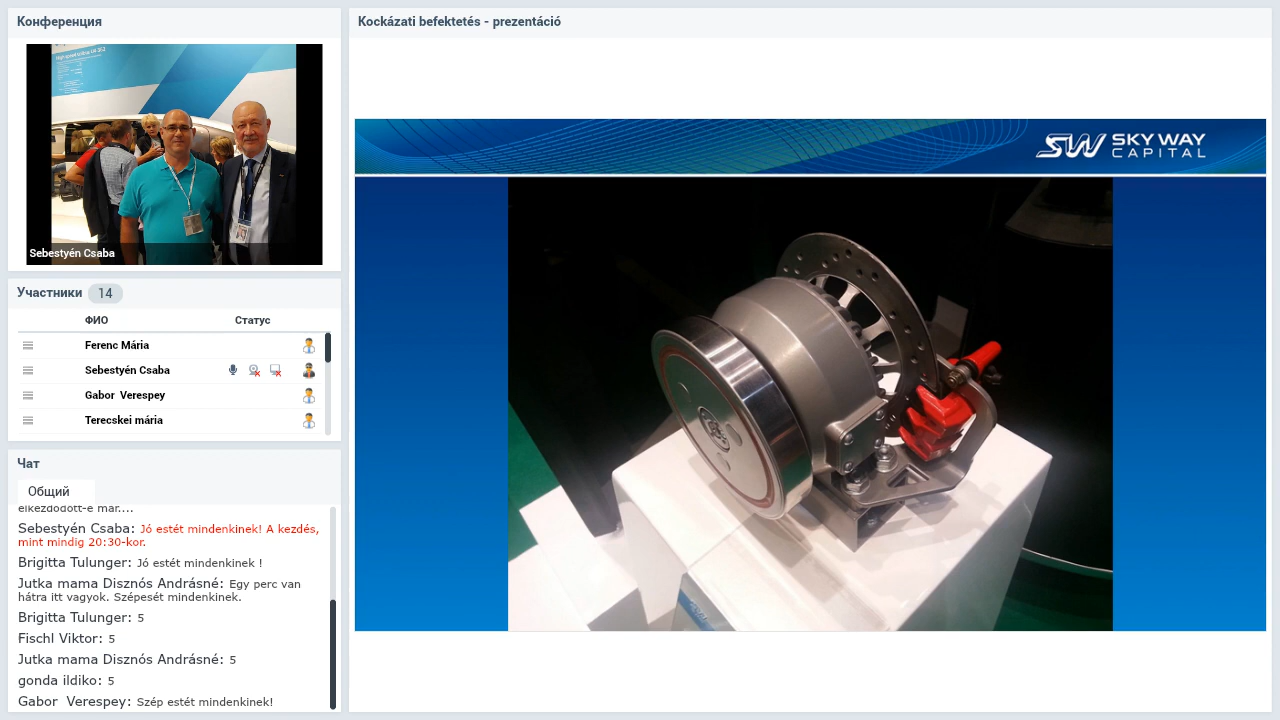 Конференция
Sebestyén Csaba
Участники 14
ФИО Статус
Ferenc Mária
Sebestyén Csaba
Gabor Verespey
Terecskei mária
Чат
Общий
elkezdődött-e már....
Sebestyén Csaba: Jó estét mindenkinek! A kezdés,
mint mindig 20:30-kor.
Brigitta Tulunger: Jó estét mindenkinek !
Jutka mama Disznós Andrásné: Egy perc van
hátra itt vagyok. Szépesét mindenkinek.
Brigitta Tulunger: 5
Fischl Viktor: 5
Jutka mama Disznós Andrásné: 5
gonda ildiko: 5
Gabor Verespey: Szép estét mindenkinek!
Kockázati befektetés - prezentáció
SW SKY WAY
CAPITAL